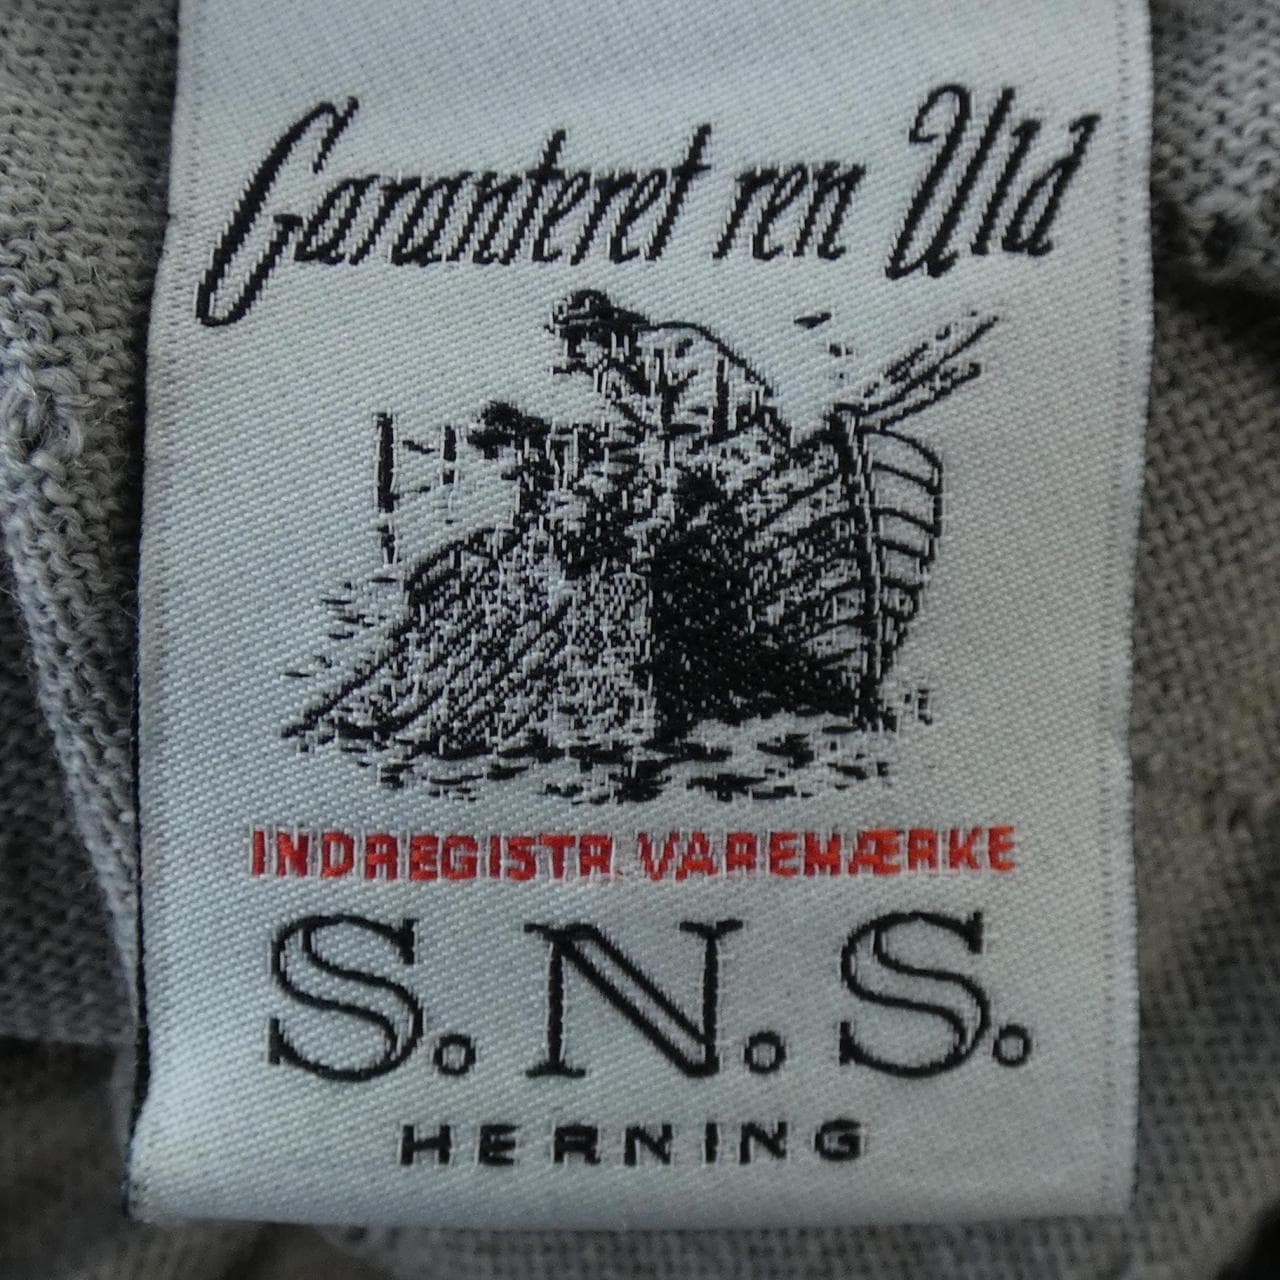 Garanteret ren Uld
INDREGISTR. VAREMÆRKE
S.N.S.
HERNING